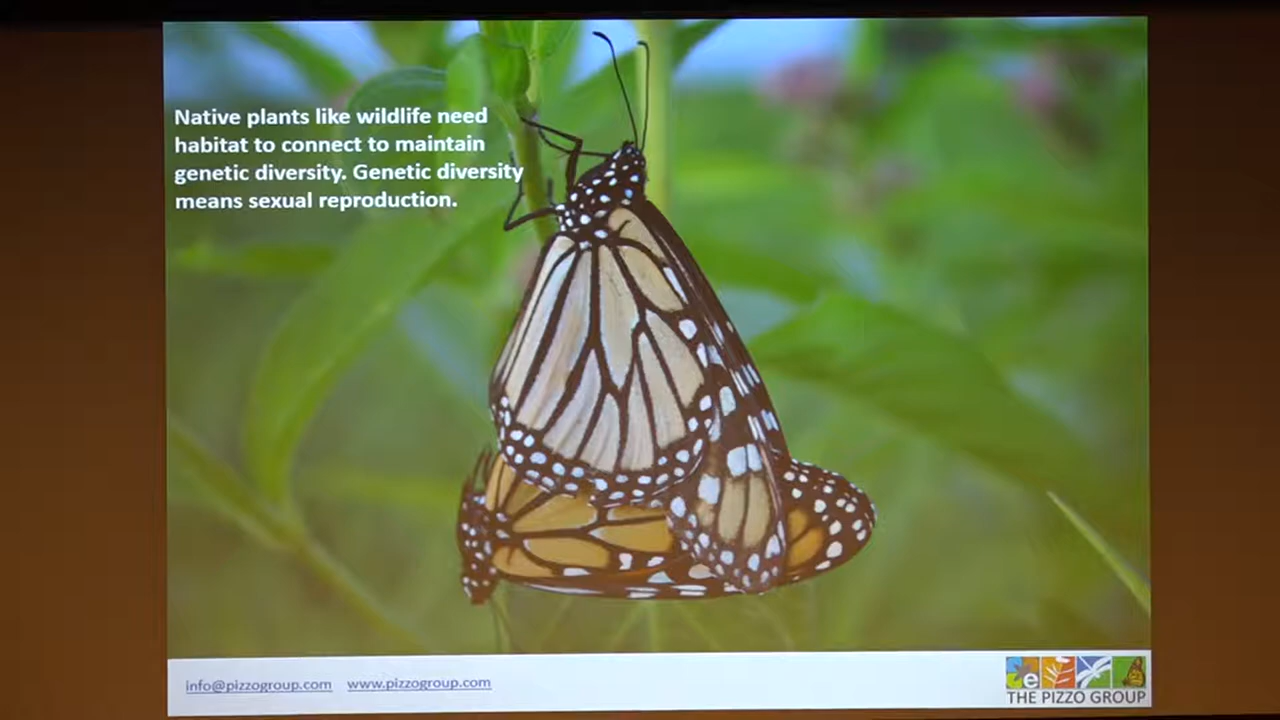 Native plants like wildlife need
habitat to connect to maintain
genetic diversity. Genetic diversity
means sexual reproduction.
info@pizzogroup.com www.pizzogroup.com
e
THE PIZZO GROUP